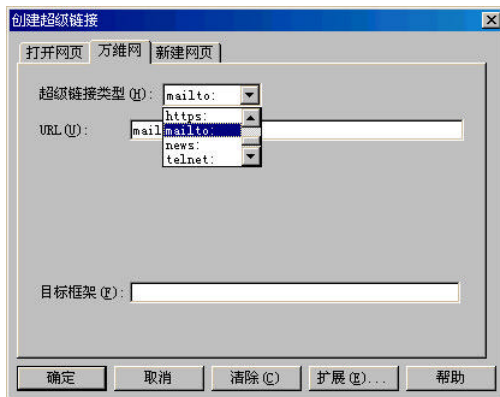 创建超级链接
打开网页 万维网 新建网页
超级链接类型(H): mailto:
https:
URL(U): mail mailto:
news:
telnet:
目标框架(F):
确定 取消 清除(C) 扩展(E)... 帮助